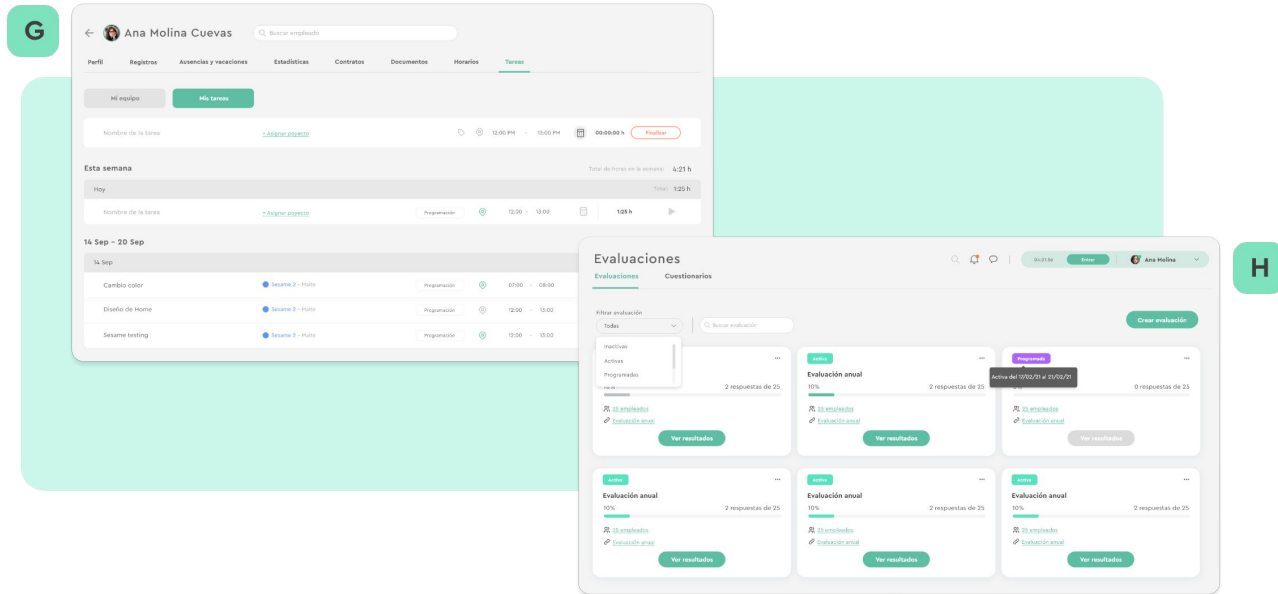 G
Ana Molina Cuevas
Buscar empleado
Perfil Registros Ausencias y vacaciones Estadísticas Contratos Documentos Horarios Tareas
Mi equipo Mis tareas
Nombre de la tarea + Asignar poyecto 12:00 PM - 13:00 PM 00:00:00 h Finalizar
Esta semana Total de horas en la semana: 4:21 h
Hoy Total: 1:25 h
Nombre de la tarea + Asignar poyecto Programación 12:00 - 13:00 1:25 h
14 Sep - 20 Sep
14 Sep
Cambio color Sesame 2 - Matte Programación 07:00 - 08:00
Diseño de Home Sesame 2 - Matte Programación 12:00 - 13:00
Sesame testing Sesame 2 - Matte Programación 12:00 - 13:00
H
Evaluaciones
Entrar Ana Molina
Evaluaciones Cuestionarios
Filtrar evaluación
Todas Buscar evaluación Crear evaluación
Inactivas
Activas
Programadas
2 respuestas de 25
25 empleados
Evaluación anual
Ver resultados
Activa
Evaluación anual
10% 2 respuestas de 25
25 empleados
Evaluación anual
Ver resultados
Programada
Activa del 17/02/21 al 21/02/21
0 respuestas de 25
25 empleados
Evaluación anual
Ver resultados
Activa
Evaluación anual
10% 2 respuestas de 25
25 empleados
Evaluación anual
Ver resultados
Activa
Evaluación anual
10% 2 respuestas de 25
25 empleados
Evaluación anual
Ver resultados
Activa
Evaluación anual
10% 2 respuestas de 25
25 empleados
Evaluación anual
Ver resultados